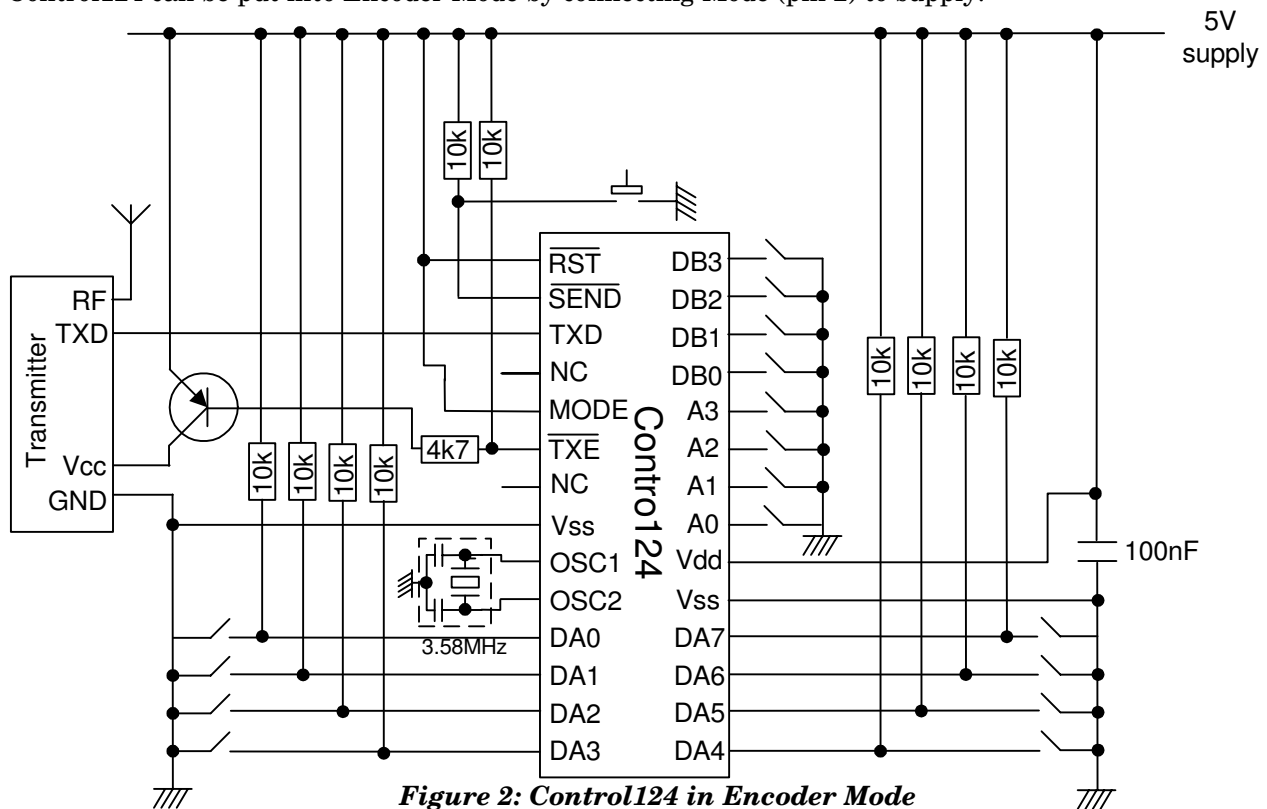 Control124 can be put into Encoder Mode by connecting Mode (pin 2) to supply.
5V
supply
10k
10k
RF
TXD
Transmitter
Vcc
GND
10k
10k
10k
10k
4k7
RST
SEND
TXD
NC
MODE
TXE
NC
Vss
OSC1
OSC2
DA0
DA1
DA2
DA3
3.58MHz
Contro124
DB3
DB2
DB1
DB0
A3
A2
A1
A0
Vdd
Vss
DA7
DA6
DA5
DA4
10k
10k
10k
10k
100nF
Figure 2: Control124 in Encoder Mode